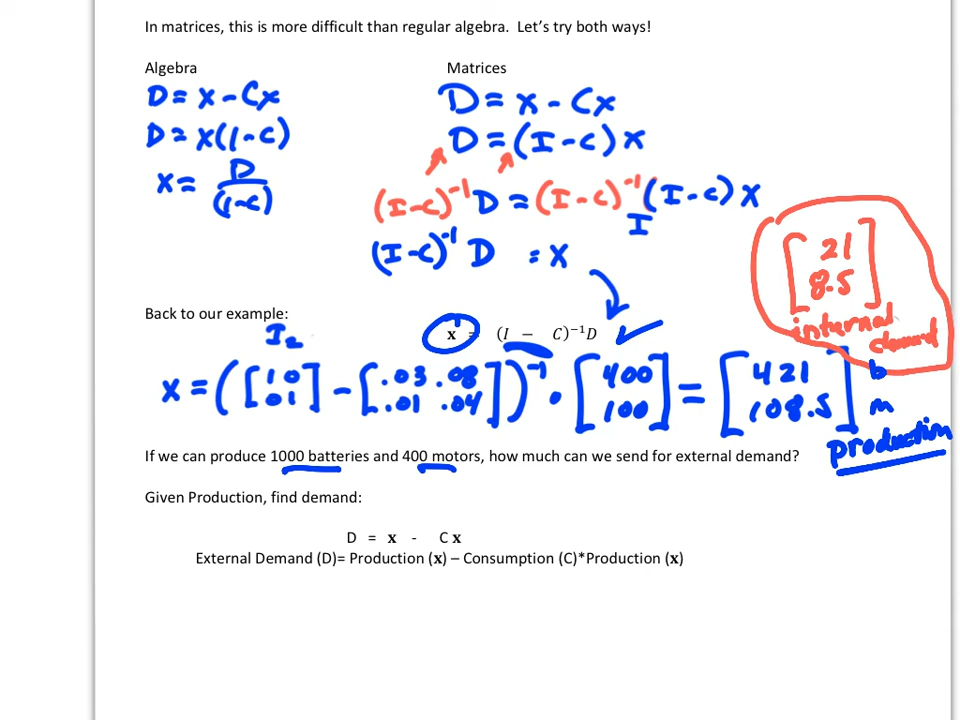 In matrices, this is more difficult than regular algebra.  Let’s try both ways!
Algebra
D = x - Cx
D = x(1-c)
x = D/(1-c)
Matrices
D = x - Cx
D = (I - c) x
(I-c)⁻¹ D = (I-c)⁻¹ (I-c) x
I
(I-c)⁻¹ D = x
[21
8.5]
internal
demand
Back to our example:
x = (I − C)⁻¹D
I₂
x = ([1 0
0 1] - [.03 .08
.01 .04])⁻¹ • [400
100] = [421
108.5] b
m
production
If we can produce 1000 batteries and 400 motors, how much can we send for external demand?
Given Production, find demand:
D = x - C x
External Demand (D)= Production (x) – Consumption (C)*Production (x)